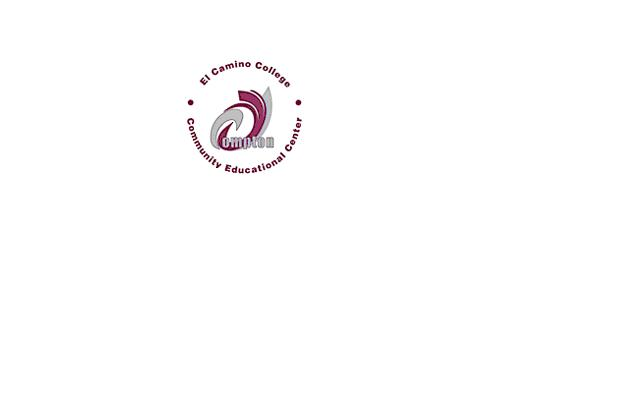 El Camino College
Compton
Community Educational Center